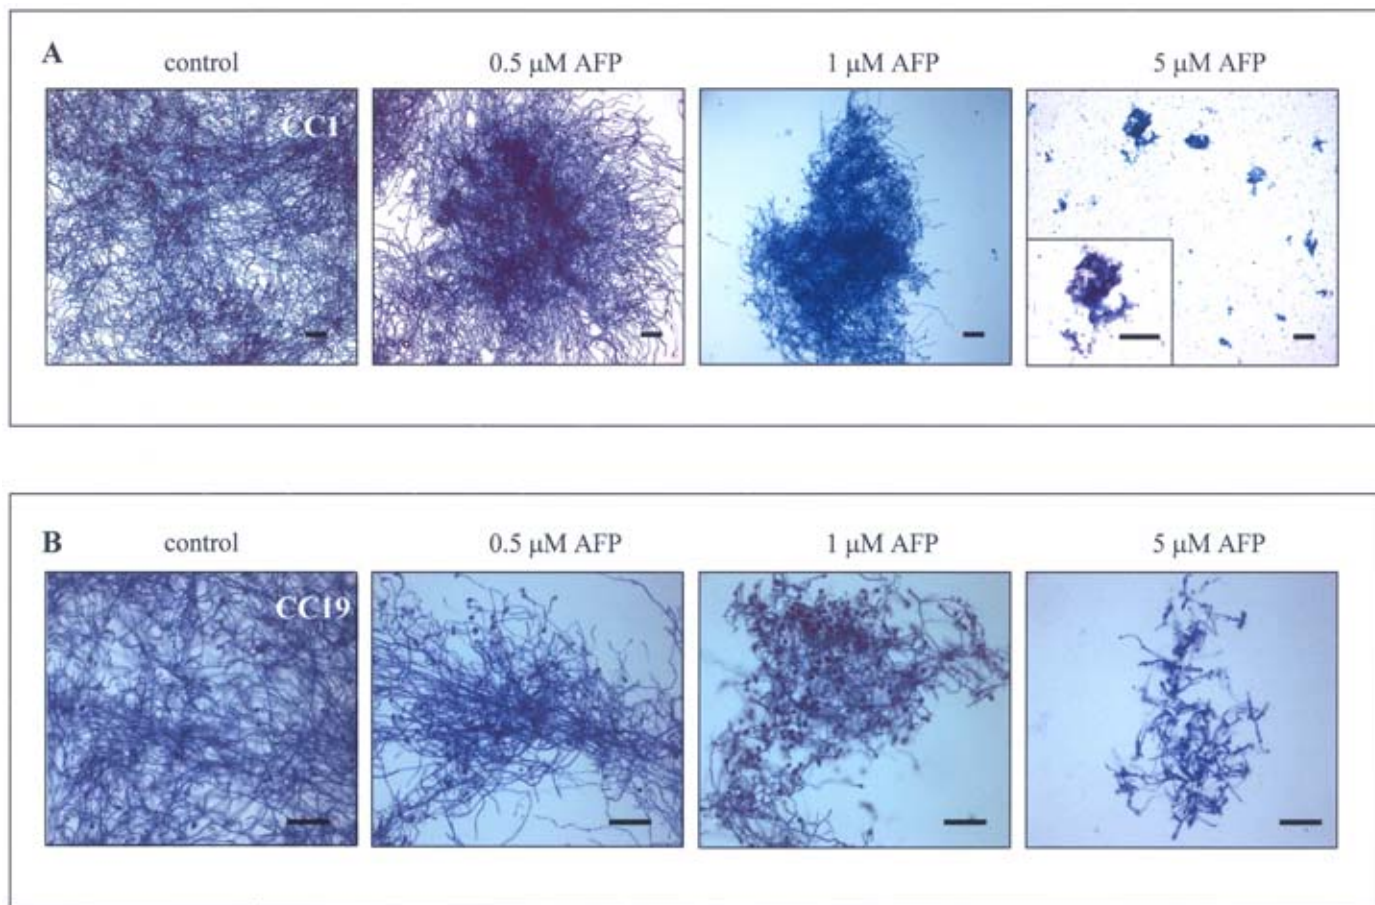 A
control
0.5 μM AFP
1 μM AFP
5 μM AFP
CC1
B
control
0.5 μM AFP
1 μM AFP
5 μM AFP
CC19